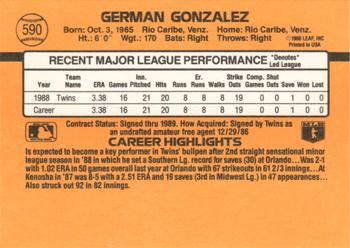 590
GERMAN GONZALEZ
Born: Oct. 3, 1965 Rio Caribe, Venz. Home: Rio Caribe, Venz.
Ht: 6'0" Wgt: 170 Bats: Right Throws: Right
©1988 LEAF, INC
Printed in USA
RECENT MAJOR LEAGUE PERFORMANCE *Denotes* Led League
Year Team ERA Games Inn. Pitched Hits Runs Er. Runs Walks Strike Outs Comp. Games Shut Outs Save Won Lost
1988 Twins 3.38 16 21 20 8 8 19 0 0 1 0 0
Career 3.38 16 21 20 8 8 19 0 0 1 0 0
Contract Status: Signed thru 1989. How Acquired: Signed by Twins as an
undrafted amateur free agent 12/29/86
CAREER HIGHLIGHTS
Is expected to become a key performer in Twins' bullpen after 2nd straight sensational minor
league season in '88 in which he set a Southern Lg. record for saves (30) at Orlando...Was 2-1
with 1.02 ERA in 50 games overall last year at Orlando with 67 strikeouts in 61 2/3 innings...At
Kenosha in '87 was 8-5 with a 2.51 ERA and 19 saves (3rd in Midwest Lg.) in 47 appearances...
Also struck out 92 in 82 innings.